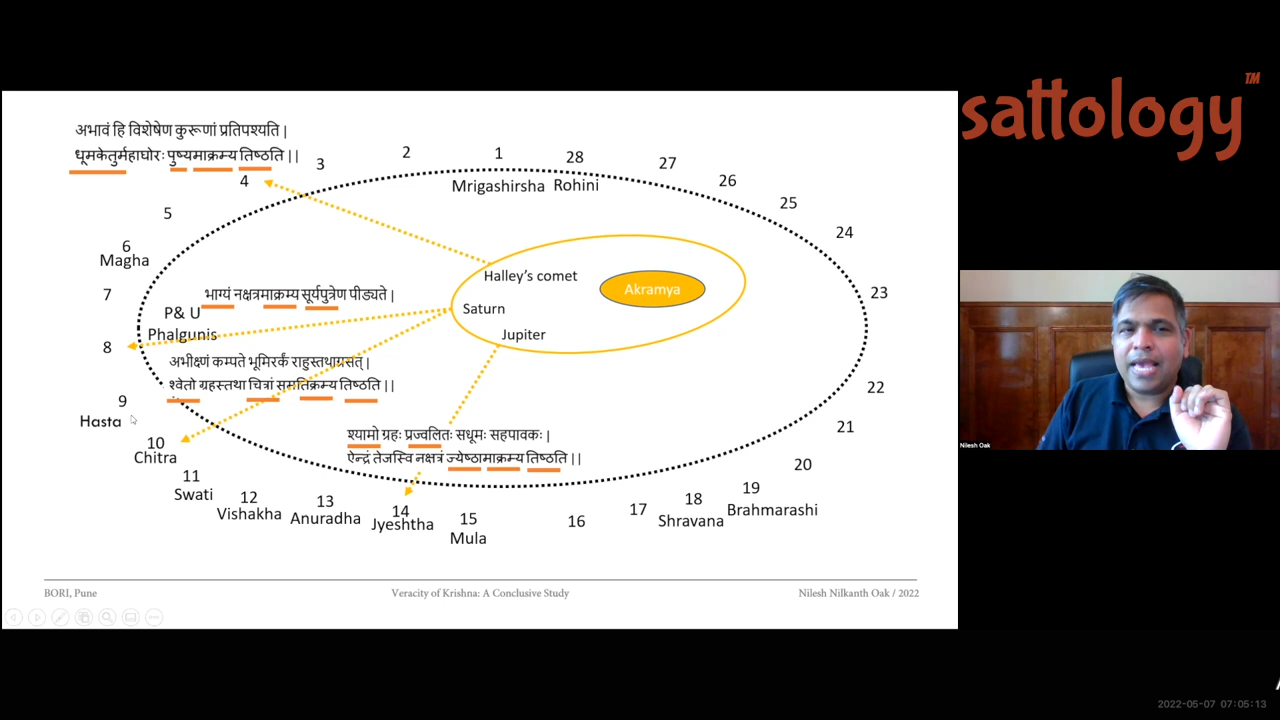 sattology™
अभावं हि विशेषेण कुरूणां प्रतिपश्यति |
धूमकेतुर्महाघोरः पुष्यमाक्रम्य तिष्ठति ||
1
2
3
4
5
6
Magha
7
P& U
Phalgunis
8
9
Hasta
10
Chitra
11
Swati
12
Vishakha
13
Anuradha
14
Jyeshtha
15
Mula
16
17
18
Shravana
19
Brahmarashi
20
21
22
23
24
25
26
27
28
Mrigashirsha Rohini
Halley's comet
Saturn
Jupiter
Akramya
भाग्यं नक्षत्रमाक्रम्य सूर्यपुत्रेण पीड्यते |
अभीक्ष्णं कम्पते भूमिरर्कं राहुस्तथाग्रसत् |
श्वेतो ग्रहस्तथा चित्रां समतिक्रम्य तिष्ठति ||
श्यामो ग्रहः प्रज्वलितः सधूमः सहपावकः |
ऐन्द्रं तेजस्वि नक्षत्रं ज्येष्ठामाक्रम्य तिष्ठति ||
BORI, Pune
Veracity of Krishna: A Conclusive Study
Nilesh Nilkanth Oak / 2022
Nilesh Oak
2022-05-07 07:05:13